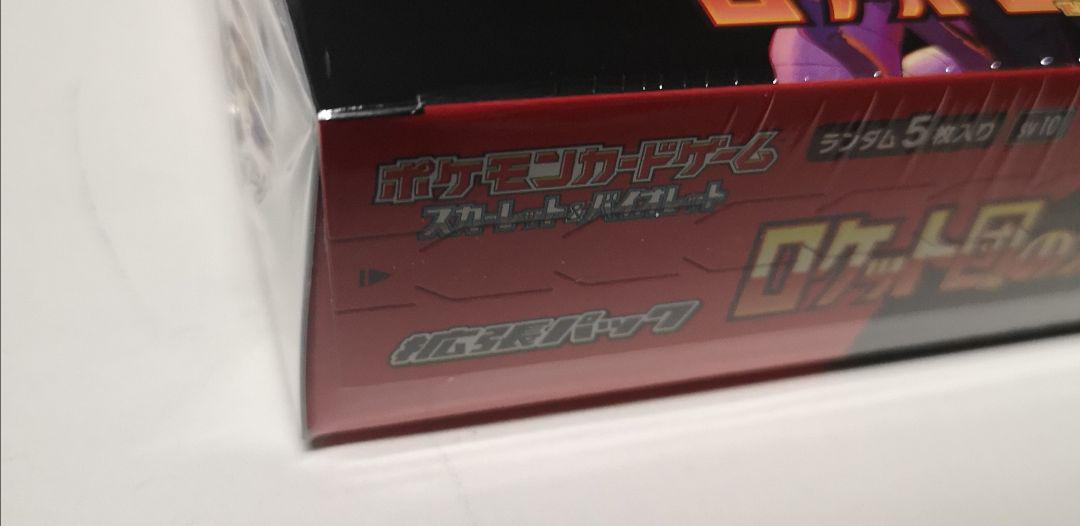 ポケモンカードゲーム
スカーレット&バイオレット
ランダム5枚入り
sv10
ロケット団の
拡張パック